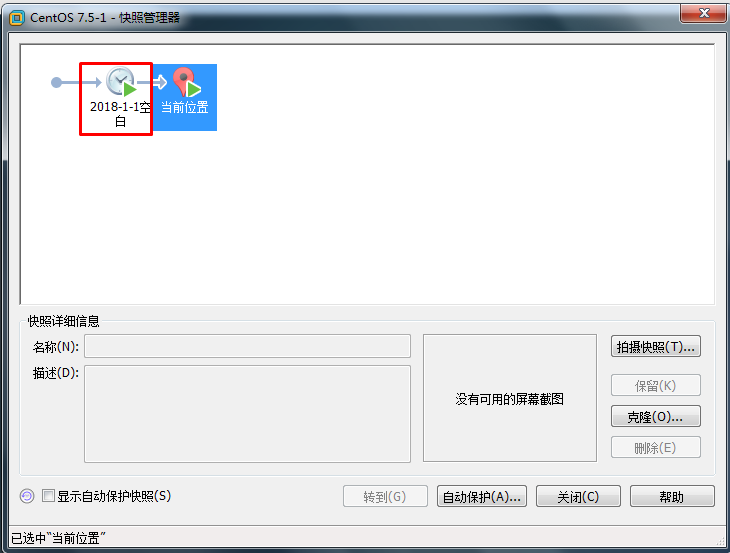 CentOS 7.5-1 - 快照管理器
2018-1-1空
白
当前位置
快照详细信息
名称(N):
描述(D):
没有可用的屏幕截图
拍摄快照(T)...
保留(K)
克隆(O)...
删除(E)
显示自动保护快照(S)
转到(G)
自动保护(A)...
关闭(C)
帮助
已选中"当前位置"